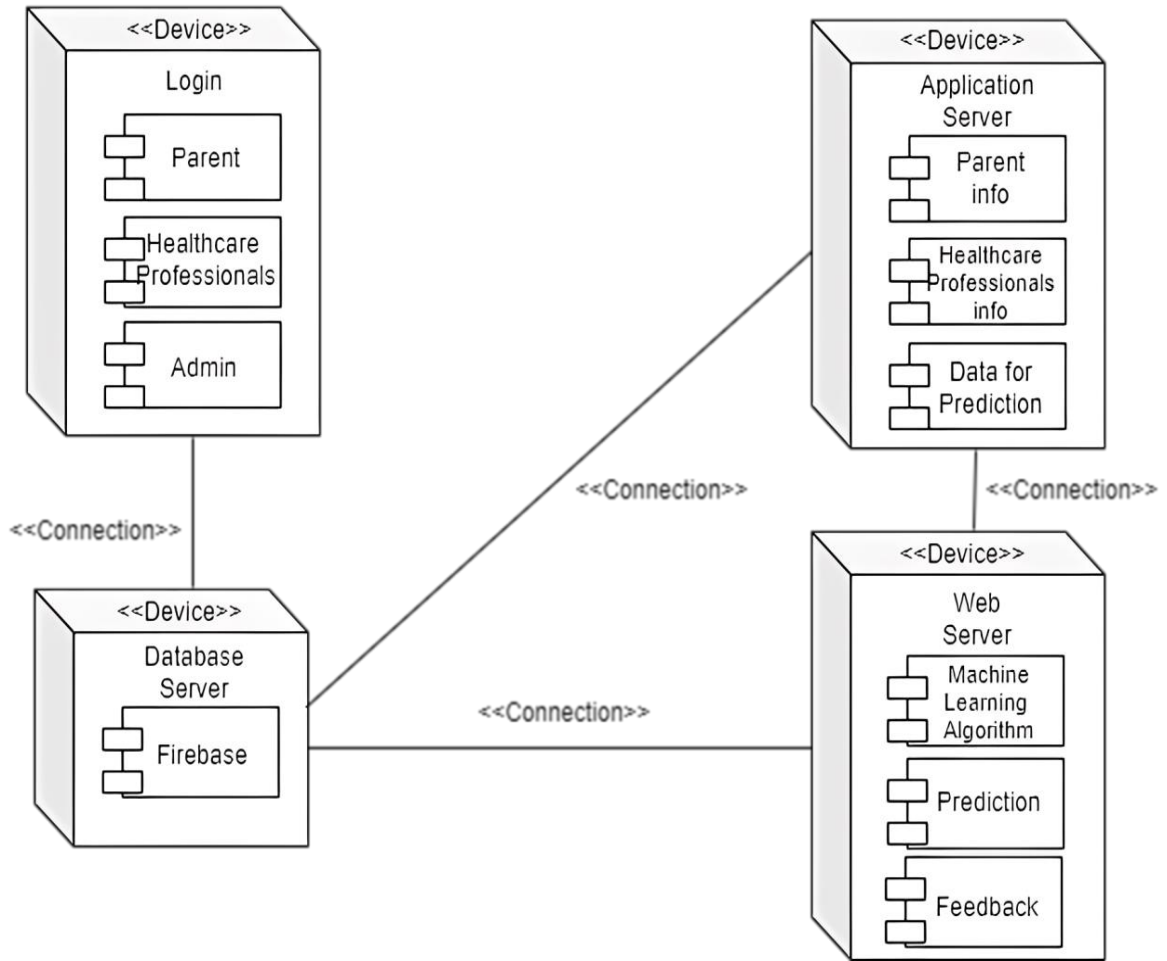 <<Device>>
Login
Parent
Healthcare
Professionals
Admin
<<Connection>>
<<Device>>
Database
Server
Firebase
<<Device>>
Application
Server
Parent
info
Healthcare
Professionals
info
Data for
Prediction
<<Connection>>
<<Connection>>
<<Connection>>
<<Device>>
Web
Server
Machine
Learning
Algorithm
Prediction
Feedback